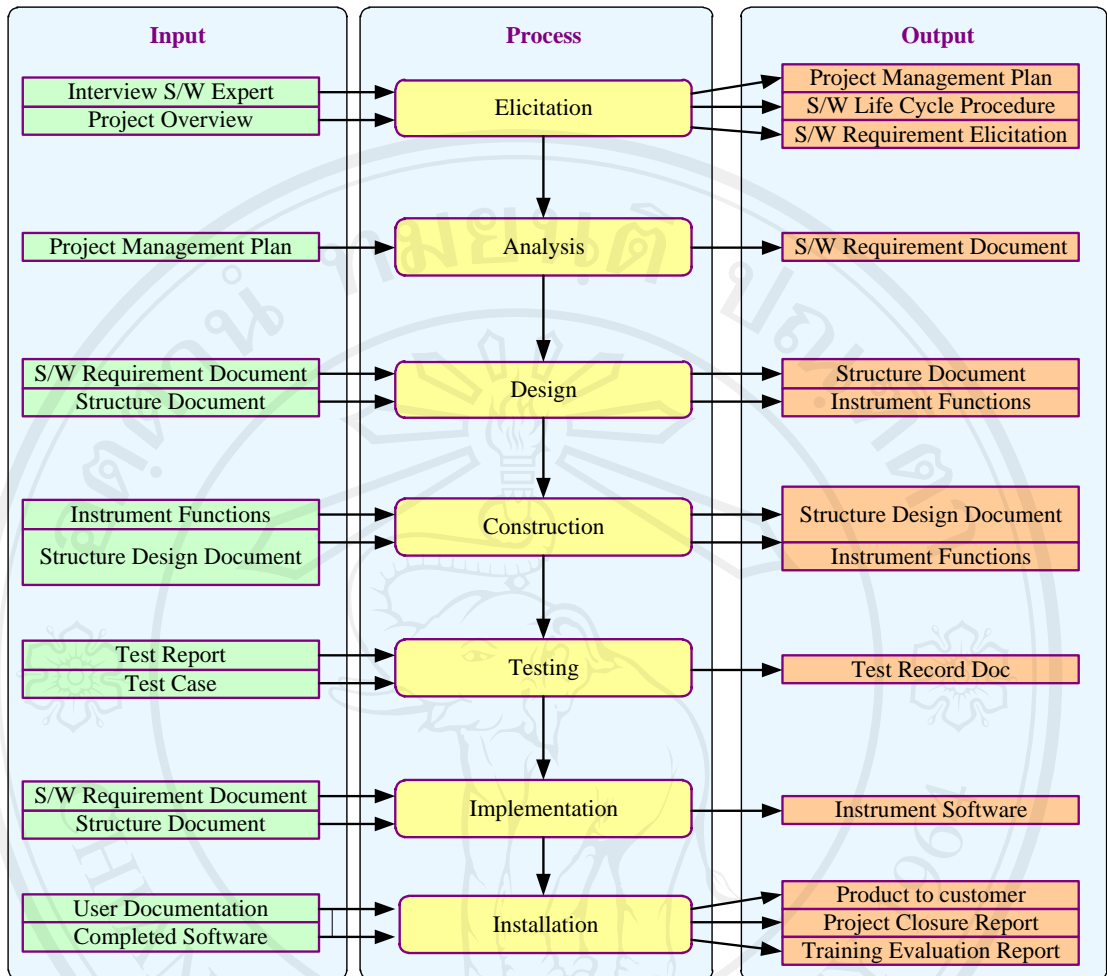 Input
Process
Output
Interview S/W Expert
Project Overview
Elicitation
Project Management Plan
S/W Life Cycle Procedure
S/W Requirement Elicitation
Project Management Plan
Analysis
S/W Requirement Document
S/W Requirement Document
Structure Document
Design
Structure Document
Instrument Functions
Instrument Functions
Structure Design Document
Construction
Structure Design Document
Instrument Functions
Test Report
Test Case
Testing
Test Record Doc
S/W Requirement Document
Structure Document
Implementation
Instrument Software
User Documentation
Completed Software
Installation
Product to customer
Project Closure Report
Training Evaluation Report